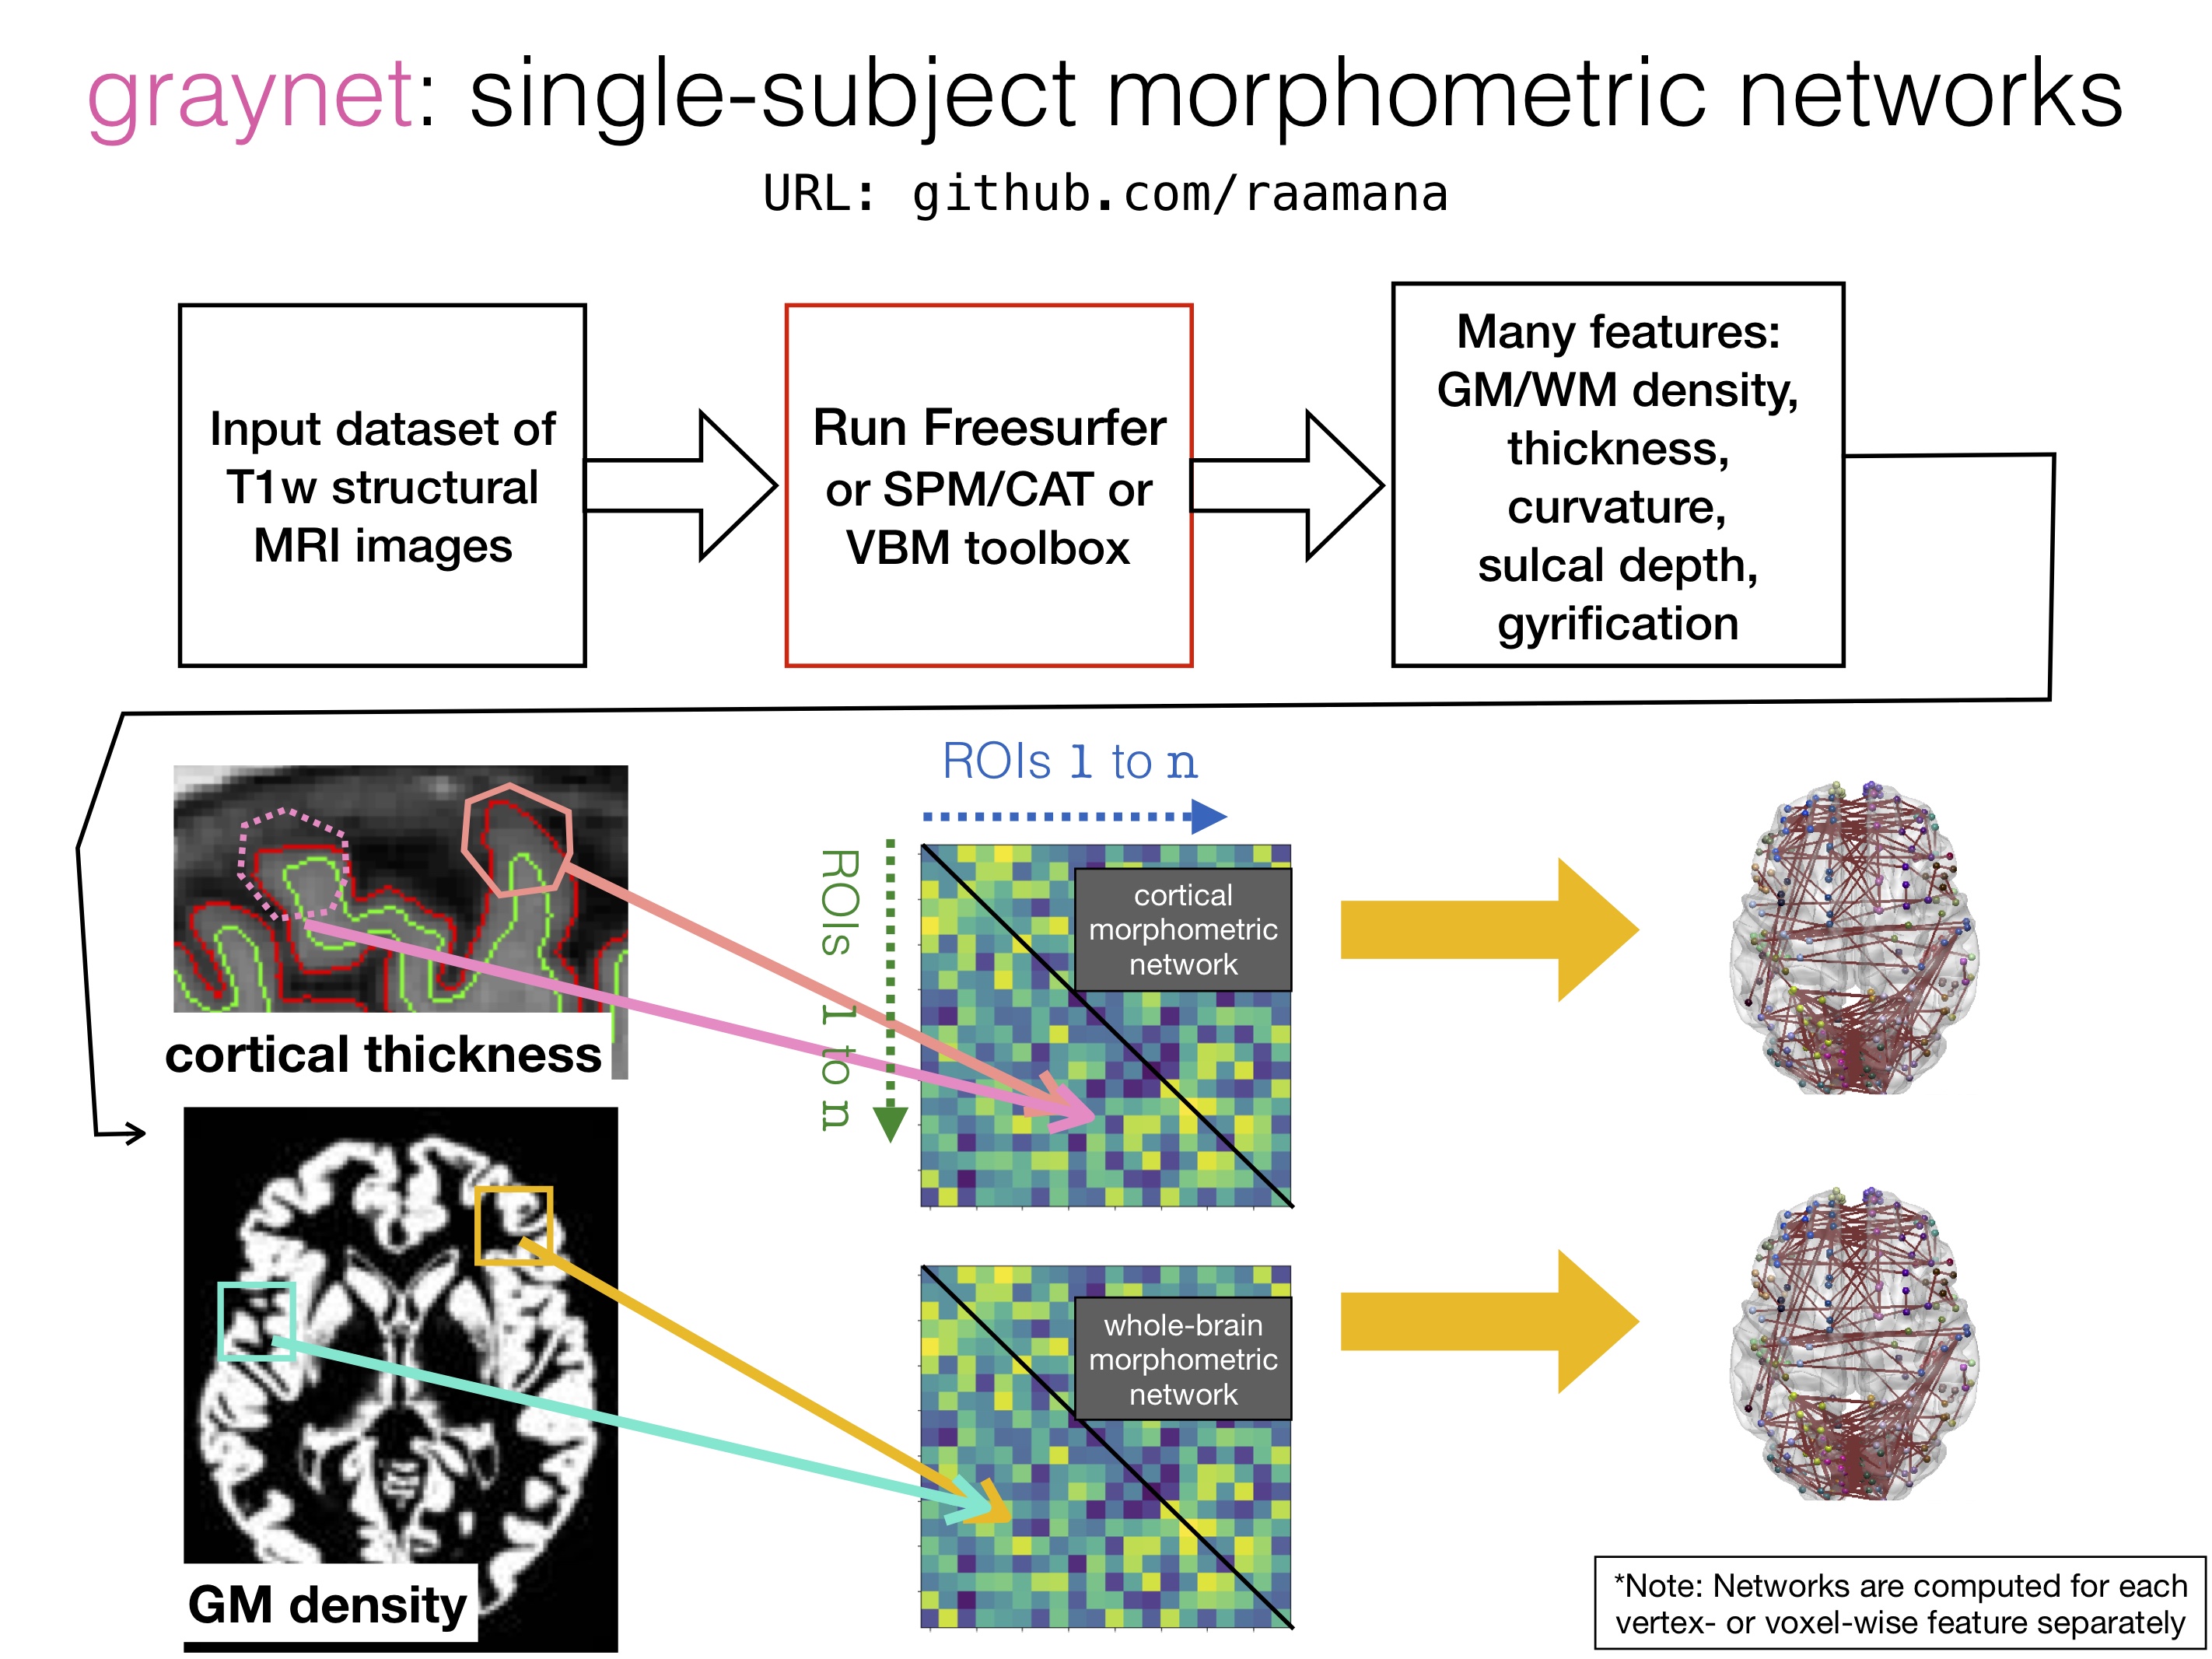 graynet: single-subject morphometric networks
URL: github.com/raamana
Input dataset of
T1w structural
MRI images
Run Freesurfer
or SPM/CAT or
VBM toolbox
Many features:
GM/WM density,
thickness,
curvature,
sulcal depth,
gyrification
ROIs 1 to n
ROIs 1 to n
cortical
morphometric
network
cortical thickness
whole-brain
morphometric
network
GM density
*Note: Networks are computed for each
vertex- or voxel-wise feature separately